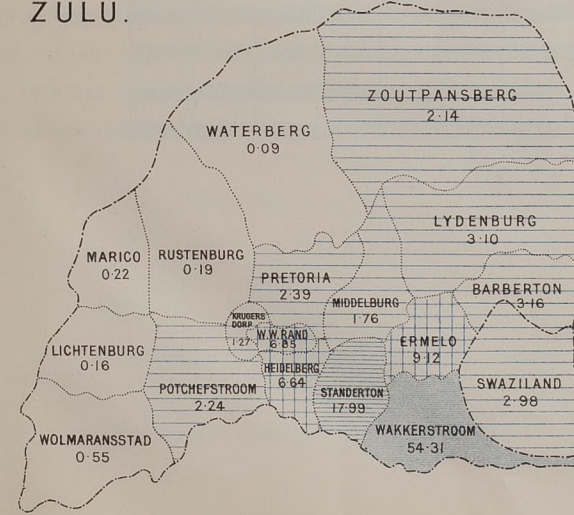 ZULU.
ZOUTPANSBERG
2·14
WATERBERG
0·09
LYDENBURG
3·10
MARICO
0·22
RUSTENBURG
0·19
PRETORIA
2·39
MIDDELBURG
1·76
BARBERTON
3·16
KRUGERS
DORP
1·27
W.W.RAND
6·85
ERMELO
9·12
LICHTENBURG
0·16
HEIDELBERG
6·64
POTCHEFSTROOM
2·24
STANDERTON
17·99
SWAZILAND
2·98
WAKKERSTROOM
54·31
WOLMARANSSTAD
0·55